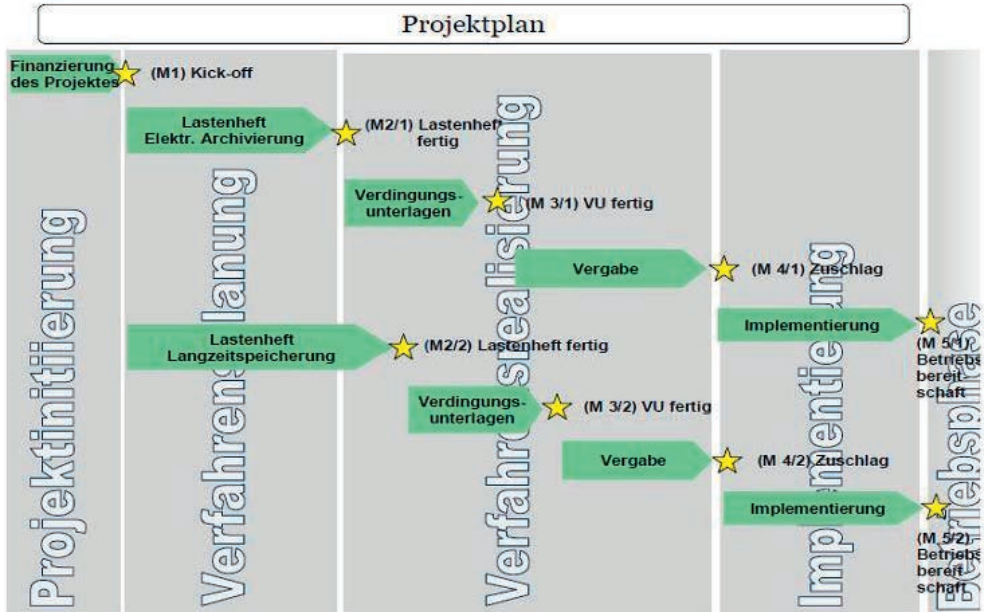 Projektplan
Finanzierung
des Projektes
(M1) Kick-off
Lastenheft
Elektr. Archivierung
(M2/1) Lastenheft
fertig
Verdingungs-
unterlagen
(M 3/1) VU fertig
Vergabe
(M 4/1) Zuschlag
Implementierung
(M 5/1)
Betriebs
bereit-
schaft
Lastenheft
Langzeitspeicherung
(M2/2) Lastenheft fertig
Verdingungs-
unterlagen
(M 3/2) VU fertig
Vergabe
(M 4/2) Zuschlag
Implementierung
(M 5/2)
Betriebs
bereit-
schaft
Projektinitiierung
Verfahrensplanung
Verfahrensrealisierung
Implementierung
Betriebsphase